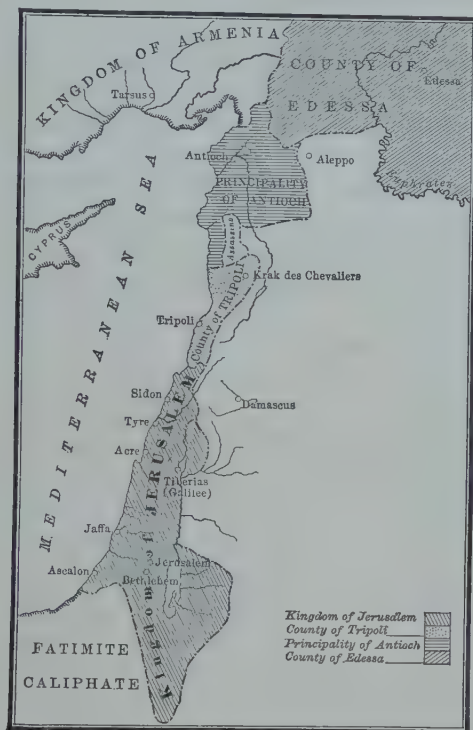 KINGDOM OF ARMENIA
Tarsus
COUNTY OF
EDESSA
Edessa
Euphrates
Antioch
Aleppo
PRINCIPALITY
OF ANTIOCH
Assassins
CYPRUS
MEDITERRANEAN SEA
Krak des Chevaliers
County of TRIPOLI
Tripoli
Sidon
Damascus
Tyre
Acre
Tiberias
(Galilee)
Jaffa
Jerusalem
Ascalon
Bethlehem
Kingdom of JERUSALEM
FATIMITE
CALIPHATE
Kingdom of Jerusalem
County of Tripoli
Principality of Antioch
County of Edessa